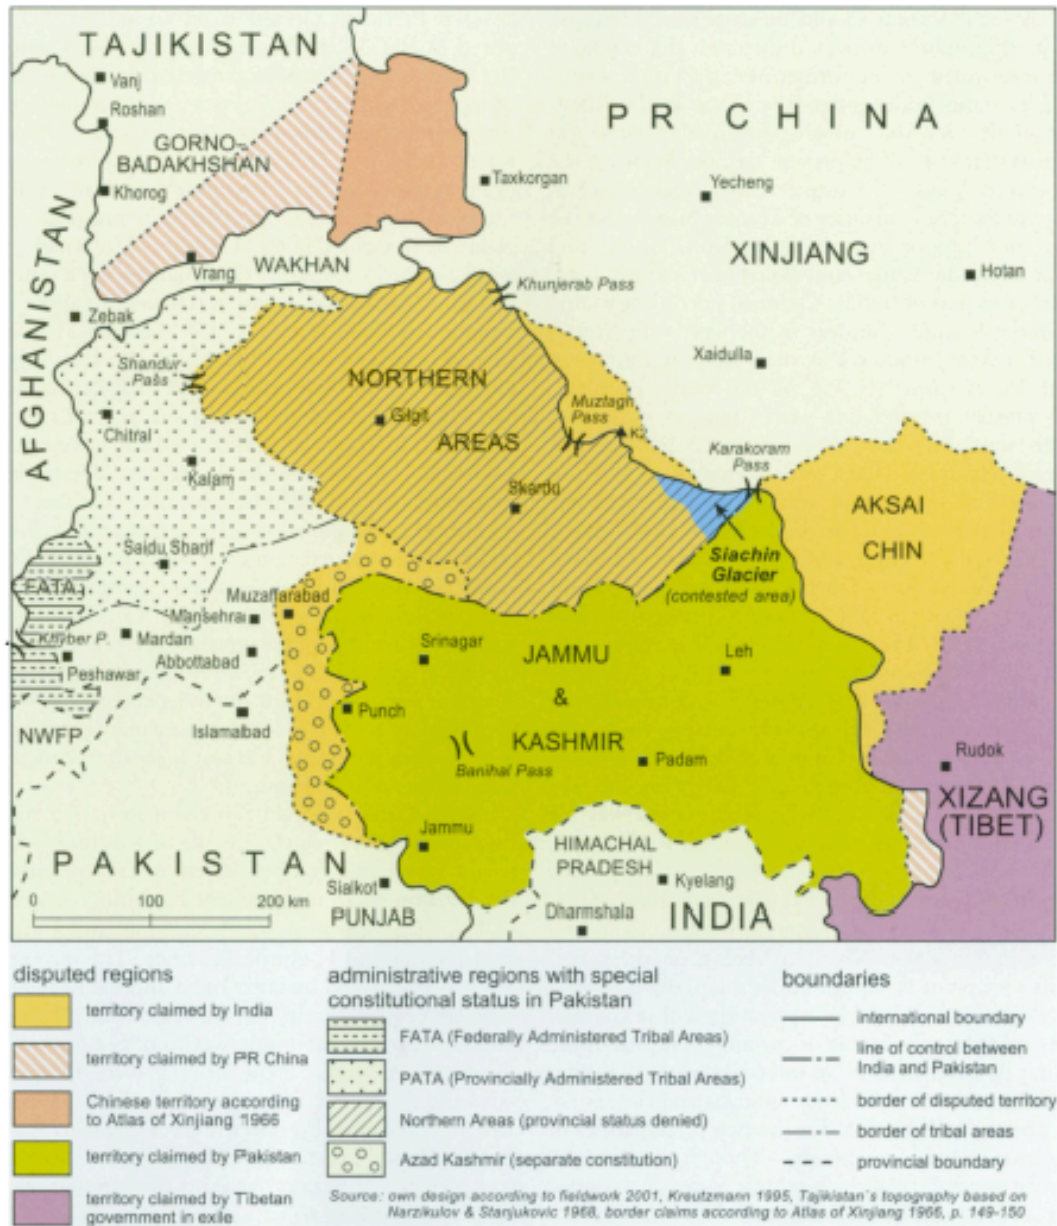 TAJIKISTAN
Vanj
Roshan
GORNO-
BADAKHSHAN
Khorog
PR CHINA
Taxkorgan
Yecheng
XINJIANG
Hotan
Vrang
WAKHAN
Khunjerab Pass
AFGHANISTAN
Zebak
Shandur
Pass
Xaidulla
NORTHERN
AREAS
Gilgit
Muztagh
Pass
K2
Chitral
Kalam
Karakoram
Pass
Skardu
AKSAI
CHIN
Saidu Sharif
Siachin
Glacier
(contested area)
FATA
Muzaffarabad
Mansehra
Khyber P.
Mardan
Abbottabad
Peshawar
Srinagar
JAMMU
&
KASHMIR
Leh
NWFP
Islamabad
Punch
Banihal Pass
Padam
Rudok
XIZANG
(TIBET)
Jammu
HIMACHAL
PRADESH
PAKISTAN
Sialkot
Kyelang
0 100 200 km
PUNJAB
Dharmshala
INDIA
disputed regions
territory claimed by India
territory claimed by PR China
Chinese territory according
to Atlas of Xinjiang 1966
territory claimed by Pakistan
territory claimed by Tibetan
government in exile
administrative regions with special
constitutional status in Pakistan
FATA (Federally Administered Tribal Areas)
PATA (Provincially Administered Tribal Areas)
Northern Areas (provincial status denied)
Azad Kashmir (separate constitution)
boundaries
international boundary
line of control between
India and Pakistan
border of disputed territory
border of tribal areas
provincial boundary
Source: own design according to fieldwork 2001, Kreutzmann 1995, Tajikistan's topography based on
Narzikulov & Stanjukovic 1968, border claims according to Atlas of Xinjiang 1966, p. 149-150